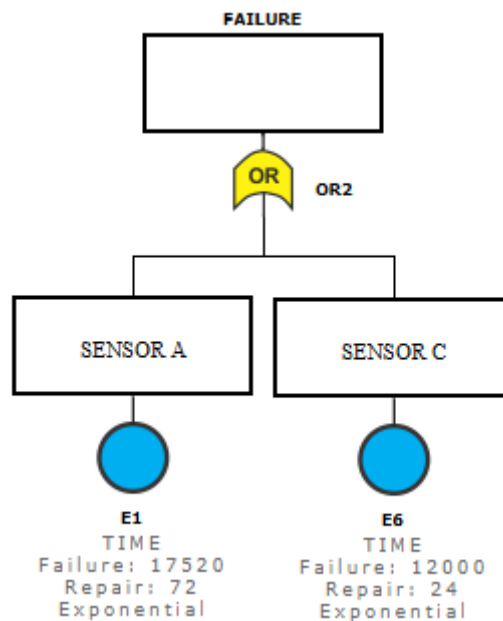 FAILURE
OR
OR2
SENSOR A
SENSOR C
E1
TIME
Failure: 17520
Repair: 72
Exponential
E6
TIME
Failure: 12000
Repair: 24
Exponential